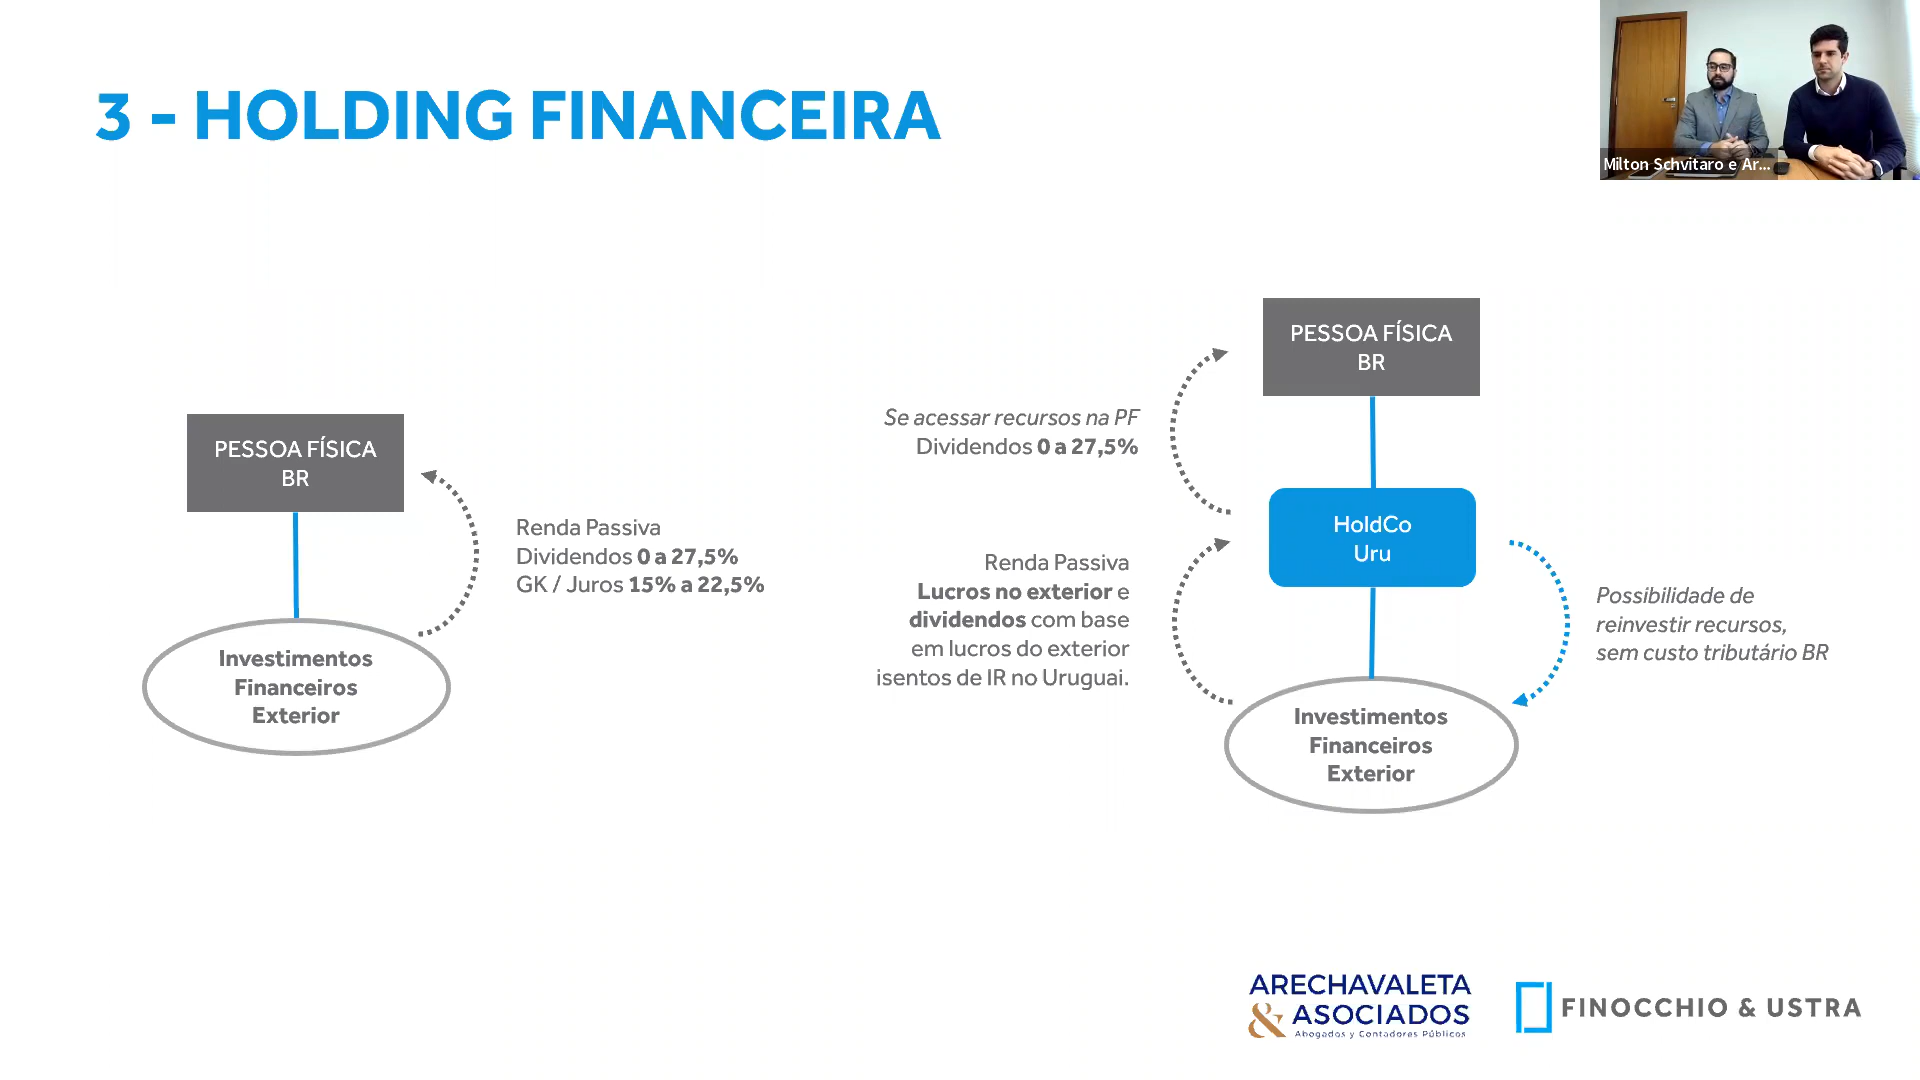 3 - HOLDING FINANCEIRA
Milton Schvitaro e Ar...
PESSOA FÍSICA
BR
Renda Passiva
Dividendos 0 a 27,5%
GK / Juros 15% a 22,5%
Investimentos
Financeiros
Exterior
PESSOA FÍSICA
BR
Se acessar recursos na PF
Dividendos 0 a 27,5%
HoldCo
Uru
Renda Passiva
Lucros no exterior e
dividendos com base
em lucros do exterior
isentos de IR no Uruguai.
Possibilidade de
reinvestir recursos,
sem custo tributário BR
Investimentos
Financeiros
Exterior
ARECHAVALETA
& ASOCIADOS
Abogados y Contadores Públicos
FINOCCHIO & USTRA